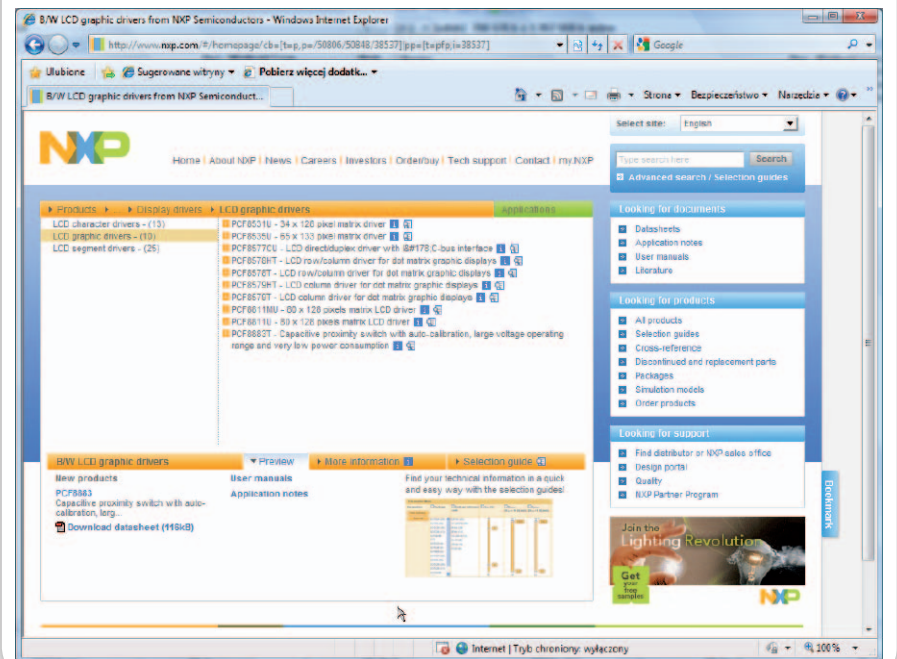 B/W LCD graphic drivers from NXP Semiconductors - Windows Internet Explorer
http://www.nxp.com/#/homepage/cb=[t=p,p=/50806/50848/38537]|pp=[t=pfp,i=38537]
Google
Ulubione Sugerowane witryny Pobierz więcej dodatk...
B/W LCD graphic drivers from NXP Semiconduct...
Strona Bezpieczeństwo Narzędzia
Select site: English
NXP
Home | About NXP | News | Careers | Investors | Order/buy | Tech support | Contact | my.NXP
Type search here Search
Advanced search / Selection guides
Products ... Display drivers LCD graphic drivers Applications
LCD character drivers - (13)
LCD graphic drivers - (10)
LCD segment drivers - (25)
PCF8531U - 34 x 128 pixel matrix driver
PCF8535U - 65 x 133 pixel matrix driver
PCF8577CU - LCD direct/duplex driver with I&#178;C-bus interface
PCF8578HT - LCD row/column driver for dot matrix graphic displays
PCF8578T - LCD row/column driver for dot matrix graphic displays
PCF8579HT - LCD column driver for dot matrix graphic displays
PCF8579T - LCD column driver for dot matrix graphic displays
PCF8811MU - 80 x 128 pixels matrix LCD driver
PCF8811U - 80 x 128 pixels matrix LCD driver
PCF8883T - Capacitive proximity switch with auto-calibration, large voltage operating
range and very low power consumption
Looking for documents
Datasheets
Application notes
User manuals
Literature
Looking for products
All products
Selection guides
Cross-reference
Discontinued and replacement parts
Packages
Simulation models
Order products
Looking for support
Find distributor or NXP sales office
Design portal
Quality
NXP Partner Program
Bookmark
B/W LCD graphic drivers Preview More information Selection guide
New products
PCF8883
Capacitive proximity switch with auto-
calibration, larg...
Download datasheet (118kB)
User manuals
Application notes
Find your technical information in a quick
and easy way with the selection guides!
Join the
Lighting Revolution
Get
your
free
samples
NXP
Internet | Tryb chroniony: wyłączony
100%